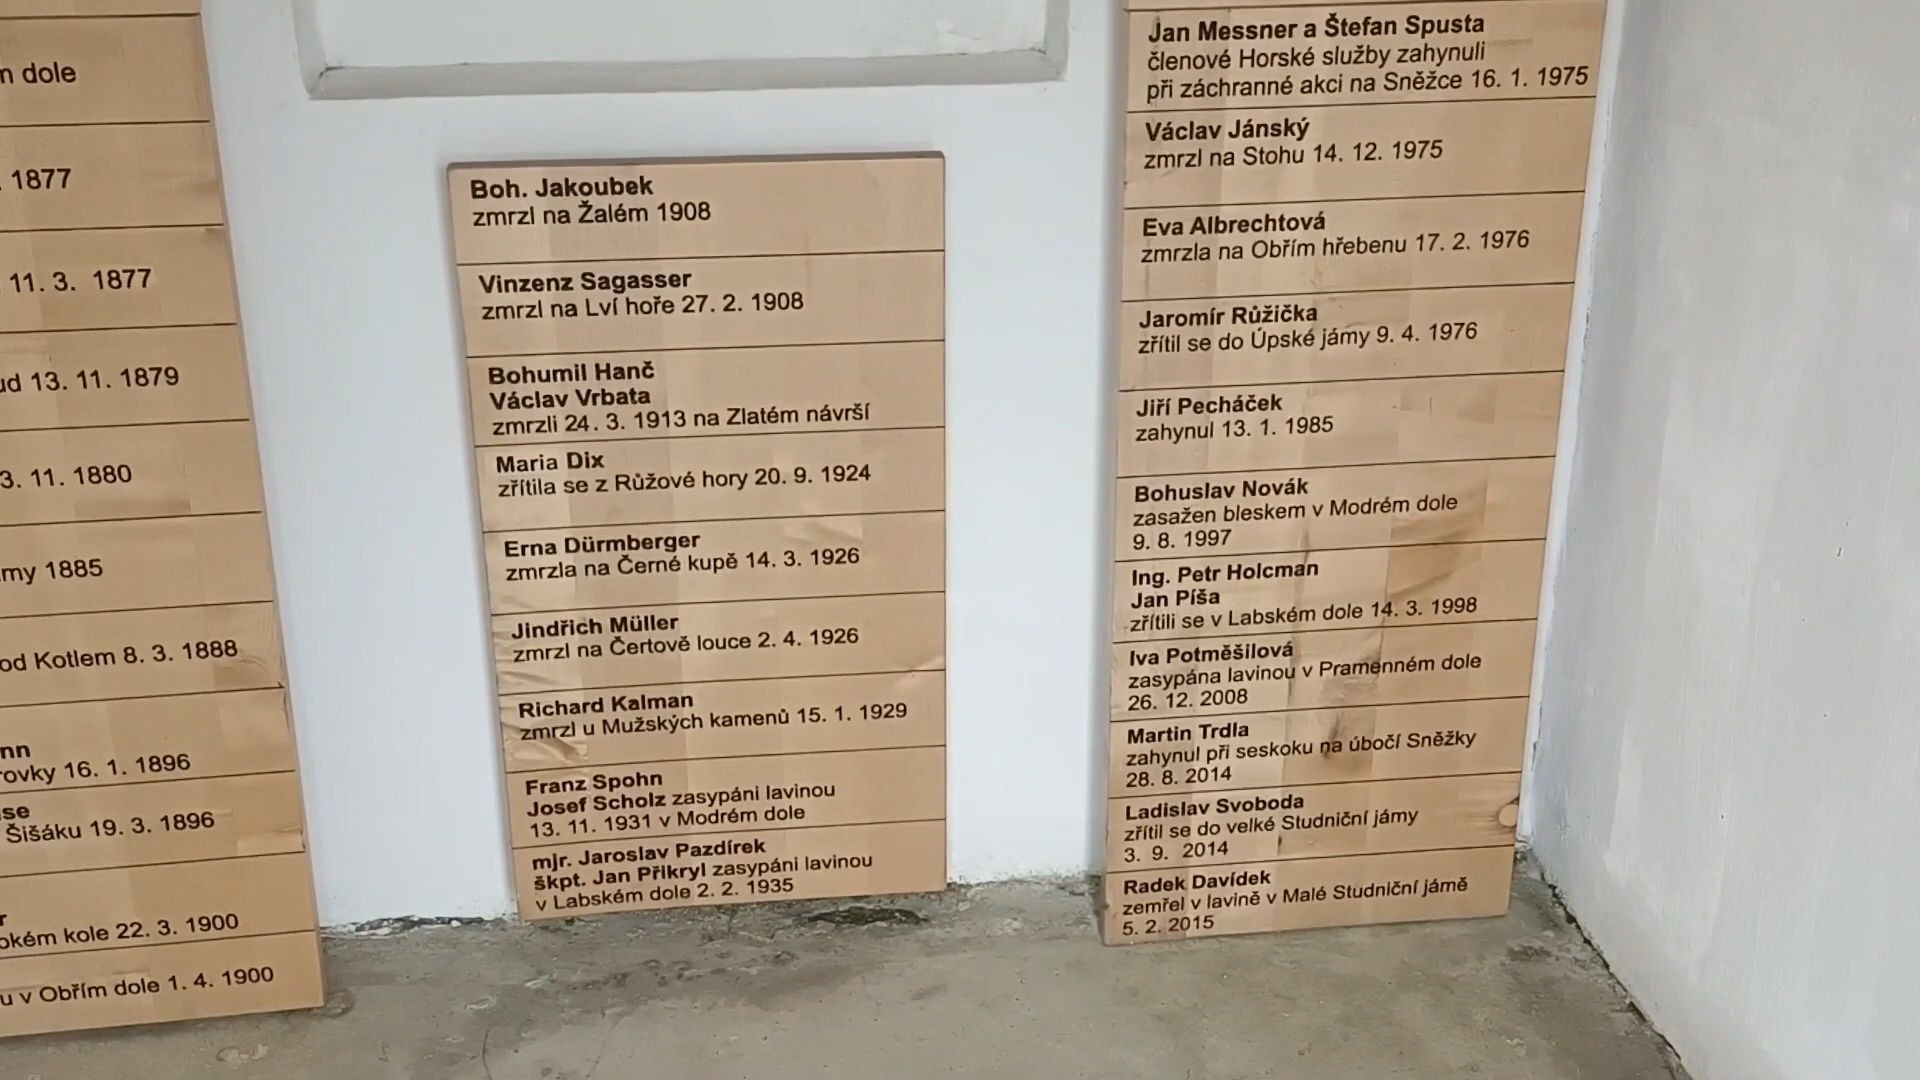 dole
1877
11. 3. 1877
13. 11. 1879
3. 11. 1880
1885
Kotlem 8. 3. 1888
16. 1. 1896
Šišáku 19. 3. 1896
kole 22. 3. 1900
v Obřím dole 1. 4. 1900
Boh. Jakoubek
zmrzl na Žalém 1908
Vinzenz Sagasser
zmrzl na Lví hoře 27. 2. 1908
Bohumil Hanč
Václav Vrbata
zmrzli 24. 3. 1913 na Zlatém návrší
Maria Dix
zřítila se z Růžové hory 20. 9. 1924
Erna Dürmberger
zmrzla na Černé kupě 14. 3. 1926
Jindřich Müller
zmrzl na Čertově louce 2. 4. 1926
Richard Kalman
zmrzl u Mužských kamenů 15. 1. 1929
Franz Spohn
Josef Scholz zasypáni lavinou
13. 11. 1931 v Modrém dole
mjr. Jaroslav Pazdírek
škpt. Jan Přikryl zasypáni lavinou
v Labském dole 2. 2. 1935
Jan Messner a Štefan Spusta
členové Horské služby zahynuli
při záchranné akci na Sněžce 16. 1. 1975
Václav Jánský
zmrzl na Stohu 14. 12. 1975
Eva Albrechtová
zmrzla na Obřím hřebenu 17. 2. 1976
Jaromír Růžička
zřítil se do Úpské jámy 9. 4. 1976
Jiří Pecháček
zahynul 13. 1. 1985
Bohuslav Novák
zasažen bleskem v Modrém dole
9. 8. 1997
Ing. Petr Holcman
Jan Píša
zřítili se v Labském dole 14. 3. 1998
Iva Potměšilová
zasypána lavinou v Pramenném dole
26. 12. 2008
Martin Trdla
zahynul při seskoku na úbočí Sněžky
28. 8. 2014
Ladislav Svoboda
zřítil se do velké Studniční jámy
3. 9. 2014
Radek Davídek
zemřel v lavině v Malé Studniční jámě
5. 2. 2015